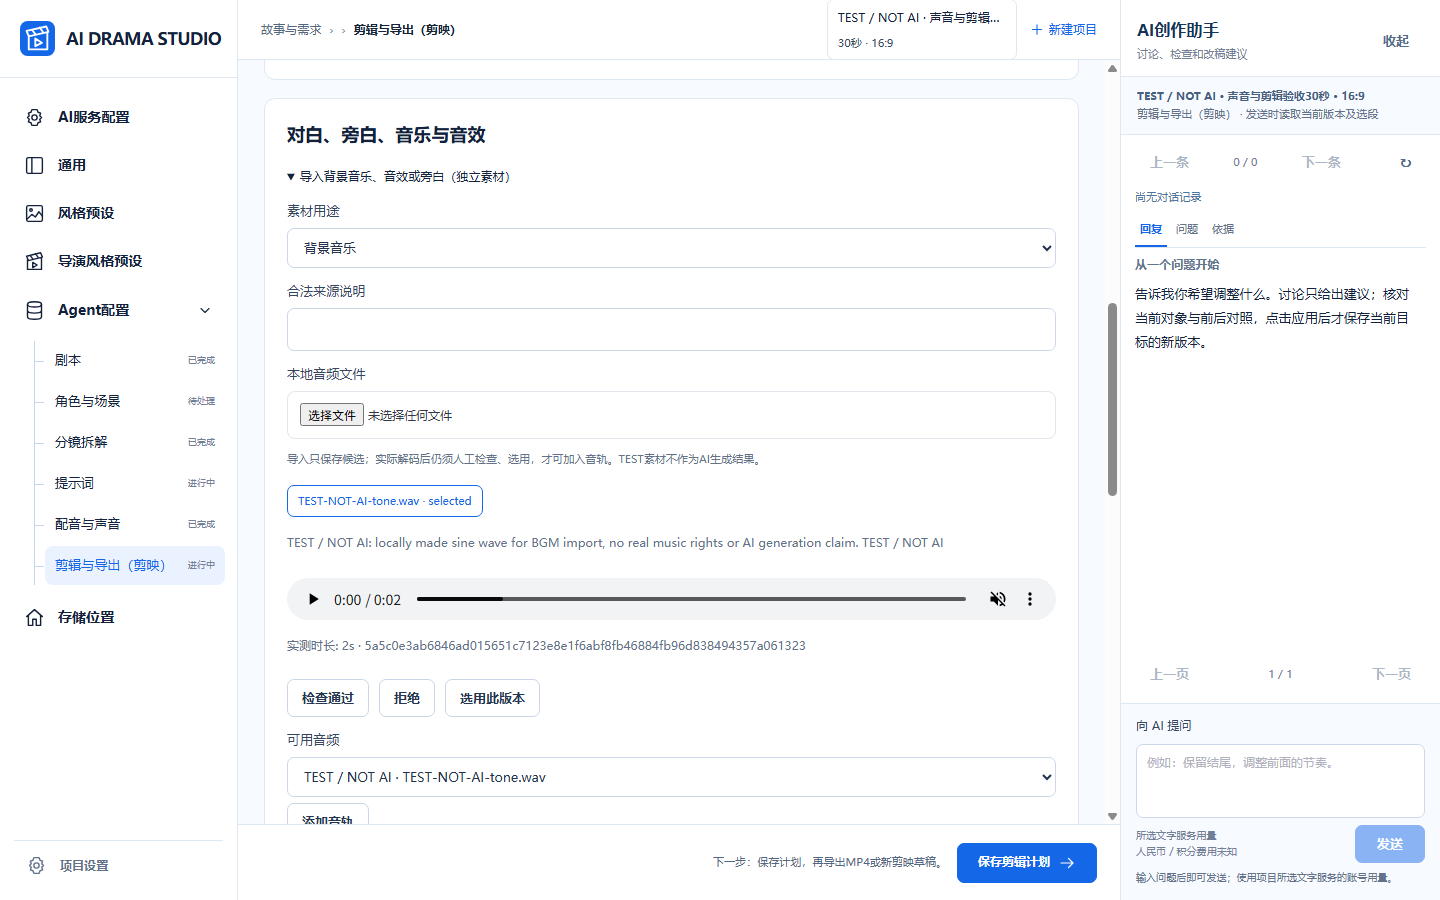 AI DRAMA STUDIO
AI服务配置
通用
风格预设
导演风格预设
Agent配置
剧本 已完成
角色与场景 待处理
分镜拆解 已完成
提示词 进行中
配音与声音 已完成
剪辑与导出（剪映） 进行中
存储位置
项目设置
故事与需求 › › 剪辑与导出（剪映）
TEST / NOT AI · 声音与剪辑...
30秒 · 16:9
新建项目
对白、旁白、音乐与音效
导入背景音乐、音效或旁白（独立素材）
素材用途
背景音乐
合法来源说明
本地音频文件
选择文件 未选择任何文件
导入只保存候选；实际解码后仍须人工检查、选用，才可加入音轨。TEST素材不作为AI生成结果。
TEST-NOT-AI-tone.wav · selected
TEST / NOT AI: locally made sine wave for BGM import, no real music rights or AI generation claim. TEST / NOT AI
0:00 / 0:02
实测时长: 2s · 5a5c0e3ab6846ad015651c7123e8e1f6abf8fb46884fb96d838494357a061323
检查通过 拒绝 选用此版本
可用音频
TEST / NOT AI · TEST-NOT-AI-tone.wav
添加音轨
下一步：保存计划，再导出MP4或新剪映草稿。
保存剪辑计划 →
AI创作助手
收起
讨论、检查和改稿建议
TEST / NOT AI • 声音与剪辑验收30秒 • 16:9
剪辑与导出（剪映） · 发送时读取当前版本及选段
上一条 0 / 0 下一条 ↻
尚无对话记录
回复 问题 依据
从一个问题开始
告诉我你希望调整什么。讨论只给出建议；核对
当前对象与前后对照，点击应用后才保存当前目
标的新版本。
上一页 1 / 1 下一页
向 AI 提问
例如：保留结尾，调整前面的节奏。
所选文字服务用量
人民币 / 积分费用未知
发送
输入问题后即可发送；使用项目所选文字服务的账号用量。